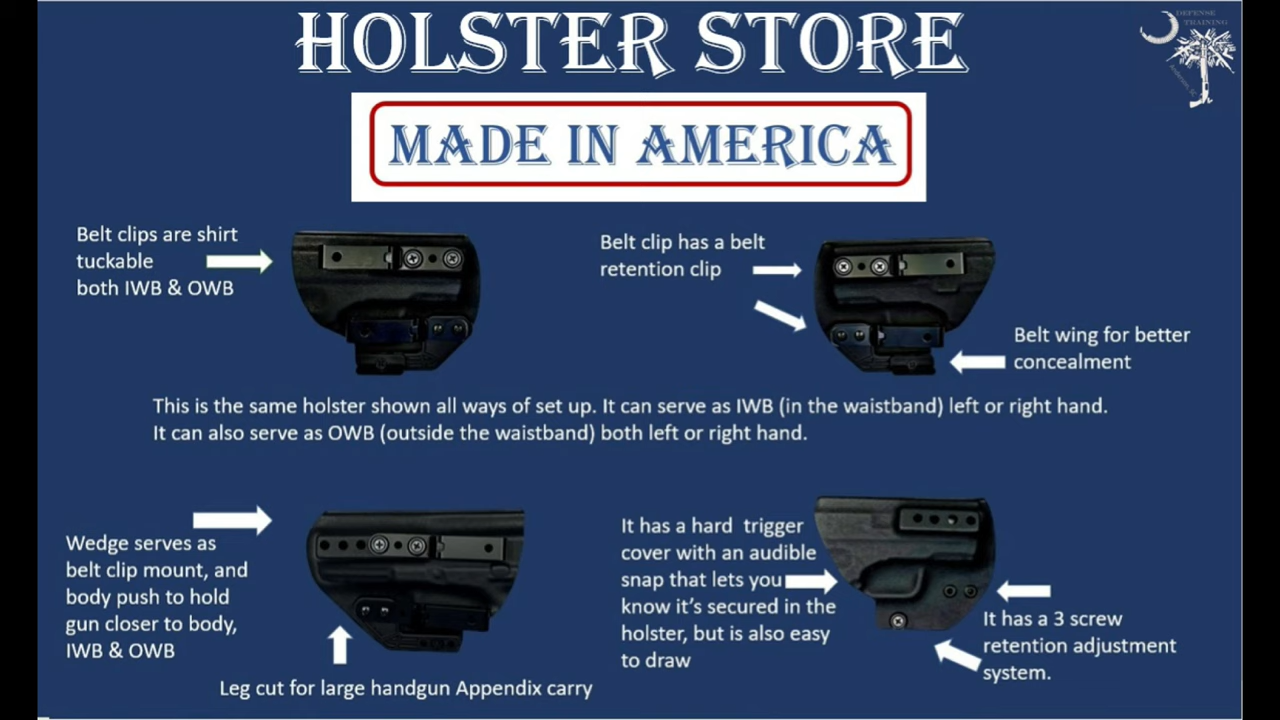 HOLSTER STORE
DEFENSE
TRAINING
Anderson, SC
MADE IN AMERICA
Belt clips are shirt
tuckable
both IWB & OWB
Belt clip has a belt
retention clip
Belt wing for better
concealment
This is the same holster shown all ways of set up. It can serve as IWB (in the waistband) left or right hand.
It can also serve as OWB (outside the waistband) both left or right hand.
Wedge serves as
belt clip mount, and
body push to hold
gun closer to body,
IWB & OWB
Leg cut for large handgun Appendix carry
It has a hard  trigger
cover with an audible
snap that lets you
know it’s secured in the
holster, but is also easy
to draw
It has a 3 screw
retention adjustment
system.